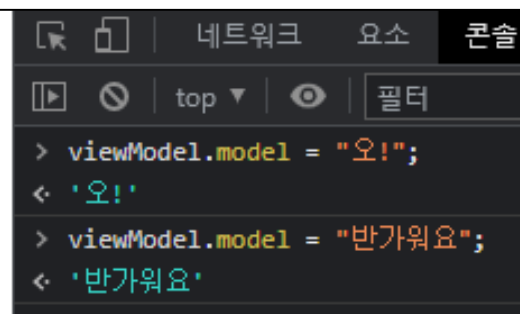 네트워크 요소 콘솔
top ▼ 필터
> viewModel.model = "오!";
<· '오!'
> viewModel.model = "반가워요";
<· '반가워요'